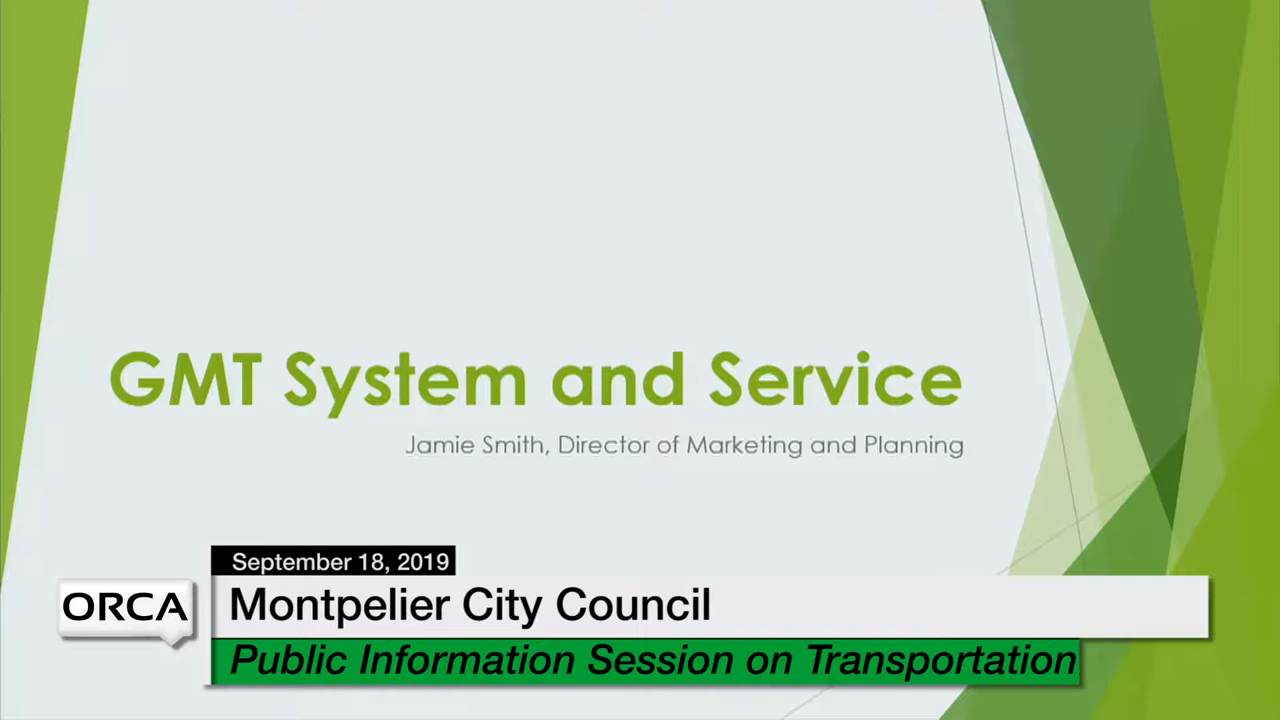 GMT System and Service
Jamie Smith, Director of Marketing and Planning
September 18, 2019
ORCA
Montpelier City Council
Public Information Session on Transportation